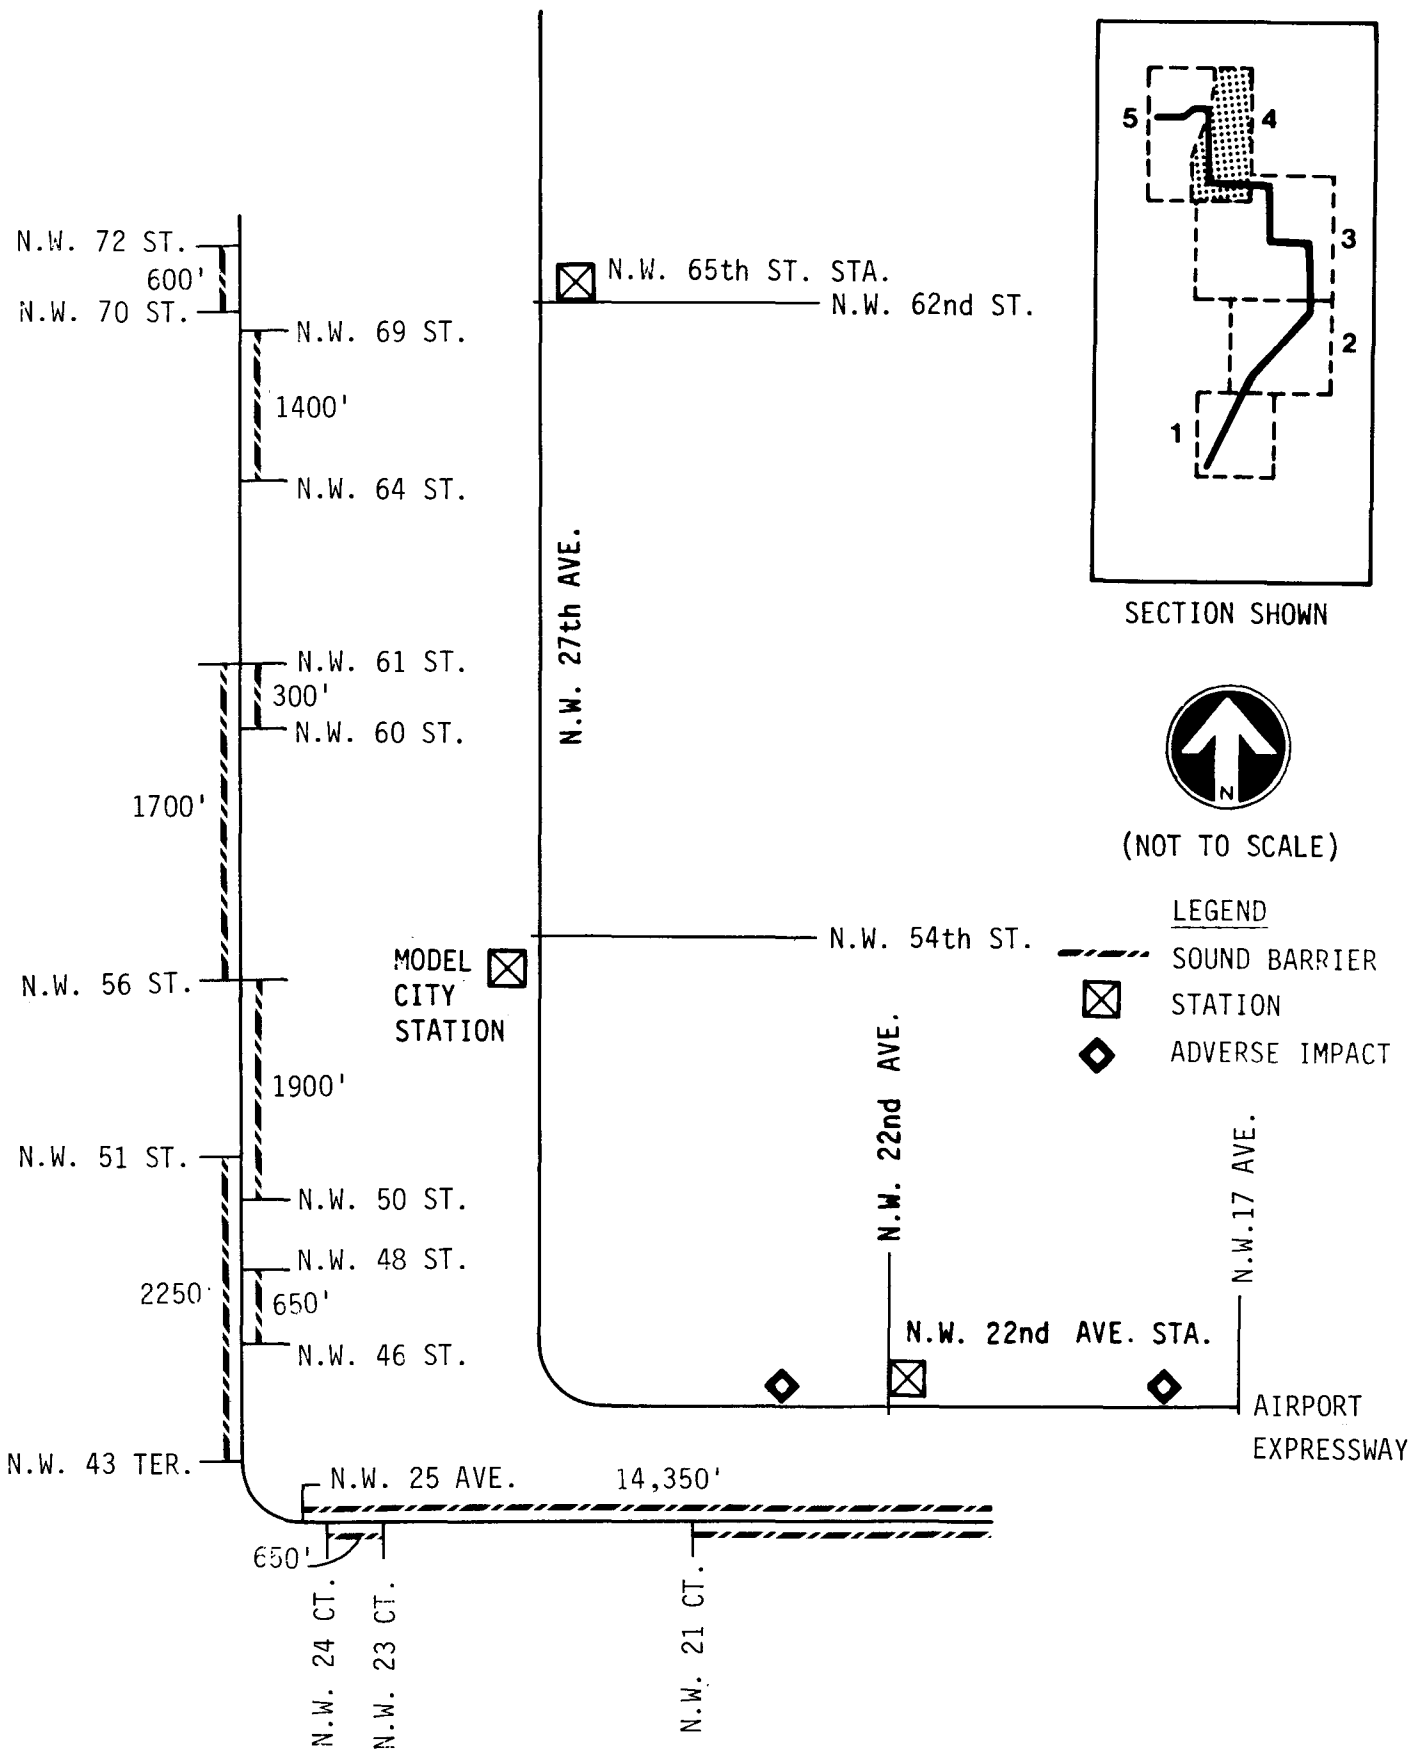 N.W. 72 ST.
600'
N.W. 70 ST.
N.W. 69 ST.
1400'
N.W. 64 ST.
N.W. 61 ST.
300'
N.W. 60 ST.
1700'
N.W. 56 ST.
1900'
N.W. 51 ST.
N.W. 50 ST.
N.W. 48 ST.
2250'
650'
N.W. 46 ST.
N.W. 43 TER.
N.W. 25 AVE.
14,350'
650'
N.W. 24 CT.
N.W. 23 CT.
N.W. 21 CT.
N.W. 65th ST. STA.
N.W. 62nd ST.
N.W. 27th AVE.
MODEL
CITY
STATION
N.W. 54th ST.
N.W. 22nd AVE.
N.W.17 AVE.
N.W. 22nd AVE. STA.
AIRPORT
EXPRESSWAY
5
4
3
2
1
SECTION SHOWN
N
(NOT TO SCALE)
LEGEND
SOUND BARRIER
STATION
ADVERSE IMPACT